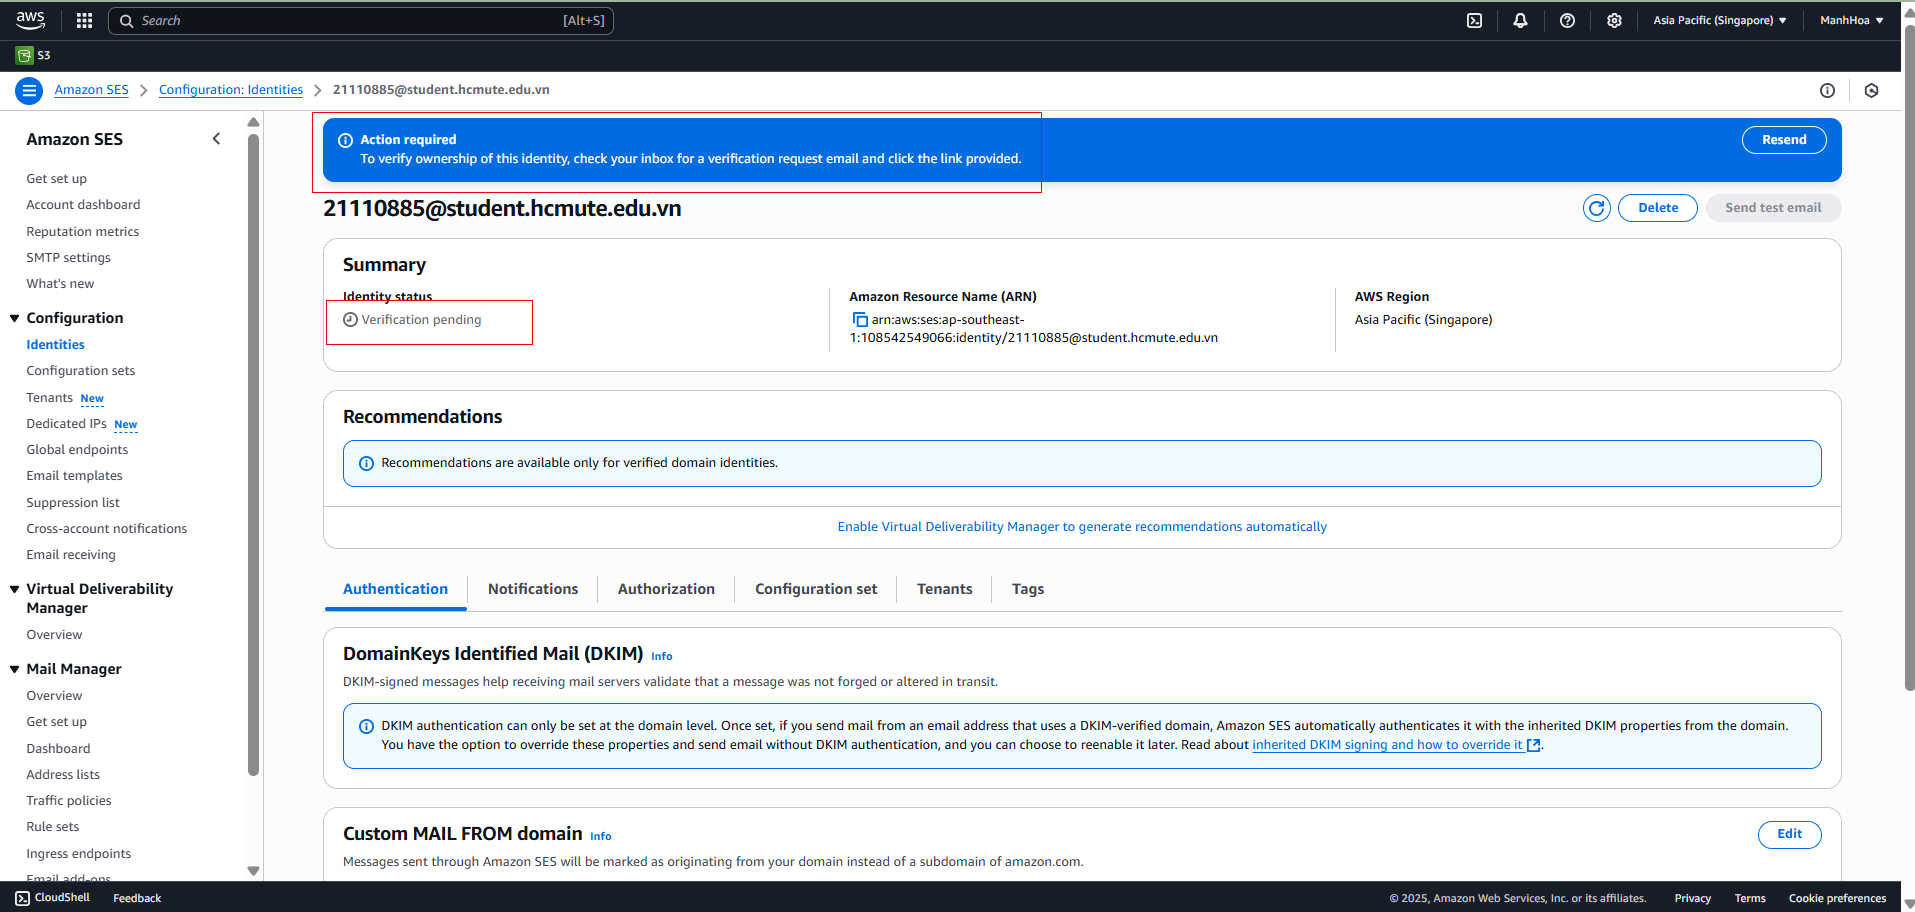 aws
Search
[Alt+S]
Asia Pacific (Singapore)
ManhHoa
S3
Amazon SES
Configuration: Identities
21110885@student.hcmute.edu.vn
Amazon SES
Get set up
Account dashboard
Reputation metrics
SMTP settings
What's new
Configuration
Identities
Configuration sets
Tenants New
Dedicated IPs New
Global endpoints
Email templates
Suppression list
Cross-account notifications
Email receiving
Virtual Deliverability
Manager
Overview
Mail Manager
Overview
Get set up
Dashboard
Address lists
Traffic policies
Rule sets
Ingress endpoints
Email add-ons
Action required
To verify ownership of this identity, check your inbox for a verification request email and click the link provided.
Resend
21110885@student.hcmute.edu.vn
Delete
Send test email
Summary
Identity status
Verification pending
Amazon Resource Name (ARN)
arn:aws:ses:ap-southeast-
1:108542549066:identity/21110885@student.hcmute.edu.vn
AWS Region
Asia Pacific (Singapore)
Recommendations
Recommendations are available only for verified domain identities.
Enable Virtual Deliverability Manager to generate recommendations automatically
Authentication
Notifications
Authorization
Configuration set
Tenants
Tags
DomainKeys Identified Mail (DKIM) Info
DKIM-signed messages help receiving mail servers validate that a message was not forged or altered in transit.
DKIM authentication can only be set at the domain level. Once set, if you send mail from an email address that uses a DKIM-verified domain, Amazon SES automatically authenticates it with the inherited DKIM properties from the domain.
You have the option to override these properties and send email without DKIM authentication, and you can choose to reenable it later. Read about inherited DKIM signing and how to override it.
Custom MAIL FROM domain Info
Edit
Messages sent through Amazon SES will be marked as originating from your domain instead of a subdomain of amazon.com.
CloudShell
Feedback
© 2025, Amazon Web Services, Inc. or its affiliates.
Privacy
Terms
Cookie preferences